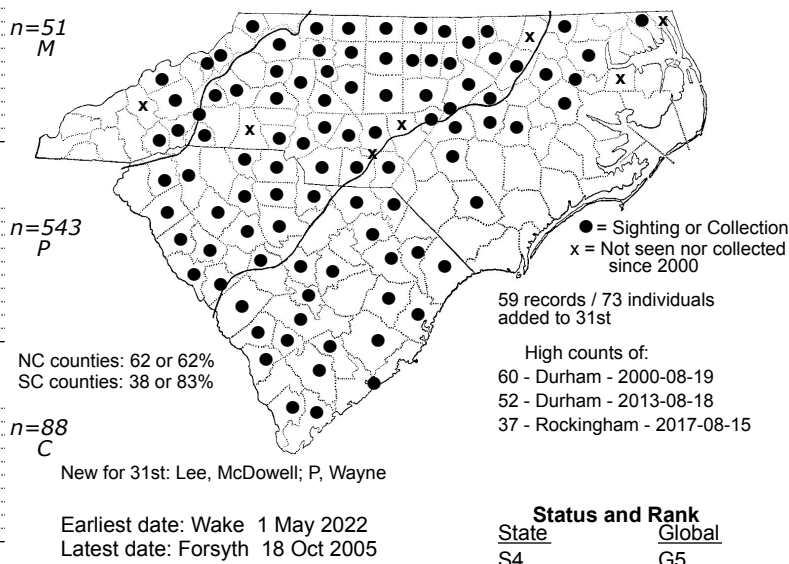 n=51
M
n=543
P
n=88
C
● = Sighting or Collection
x = Not seen nor collected
since 2000
59 records / 73 individuals
added to 31st
High counts of:
60 - Durham - 2000-08-19
52 - Durham - 2013-08-18
37 - Rockingham - 2017-08-15
NC counties: 62 or 62%
SC counties: 38 or 83%
New for 31st: Lee, McDowell; P, Wayne
Earliest date: Wake 1 May 2022
Latest date: Forsyth 18 Oct 2005
Status and Rank
State Global
S4 G5